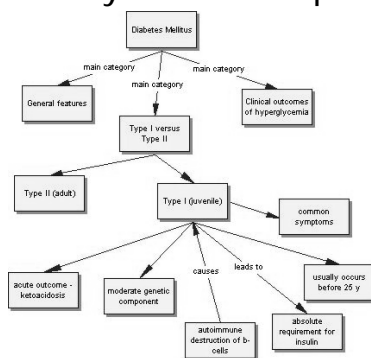 Diabetes Mellitus
main category
main category
main category
General features
Clinical outcomes
of hyperglycemia
Type I versus
Type II
Type II (adult)
Type I (juvenile)
common
symptoms
causes
leads to
acute outcome -
ketoacidosis
moderate genetic
component
autoimmune
destruction of b-
cells
absolute
requirement for
insulin
usually occurs
before 25 y